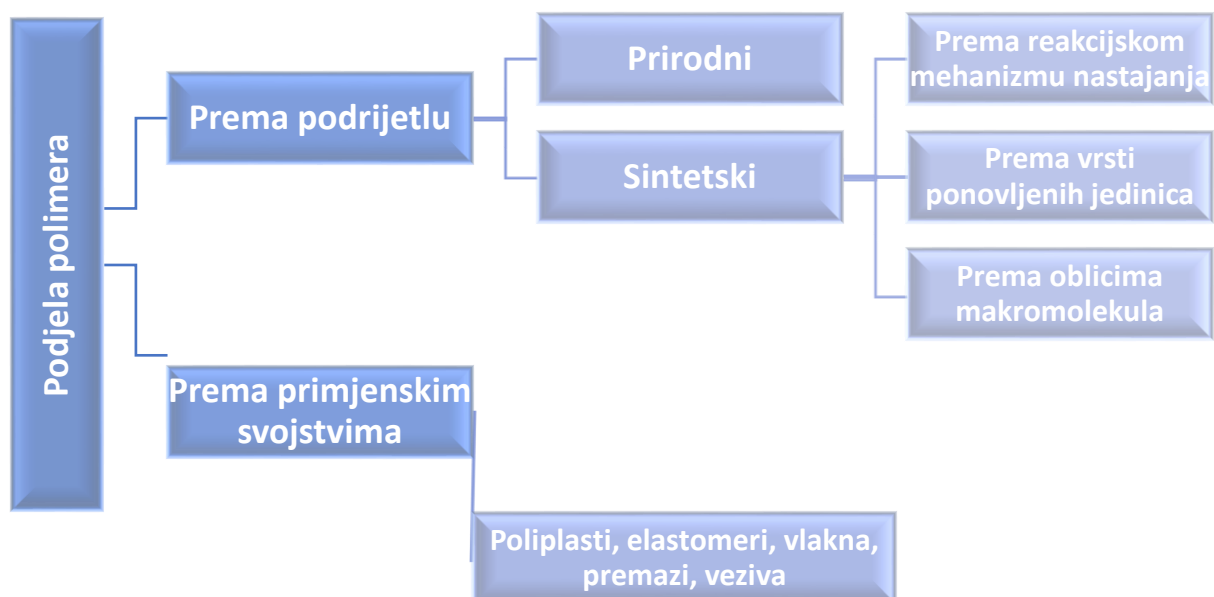 Podjela polimera
Prema podrijetlu
Prirodni
Sintetski
Prema reakcijskom
mehanizmu nastajanja
Prema vrsti
ponovljenih jedinica
Prema oblicima
makromolekula
Prema primjenskim
svojstvima
Poliplasti, elastomeri, vlakna,
premazi, veziva